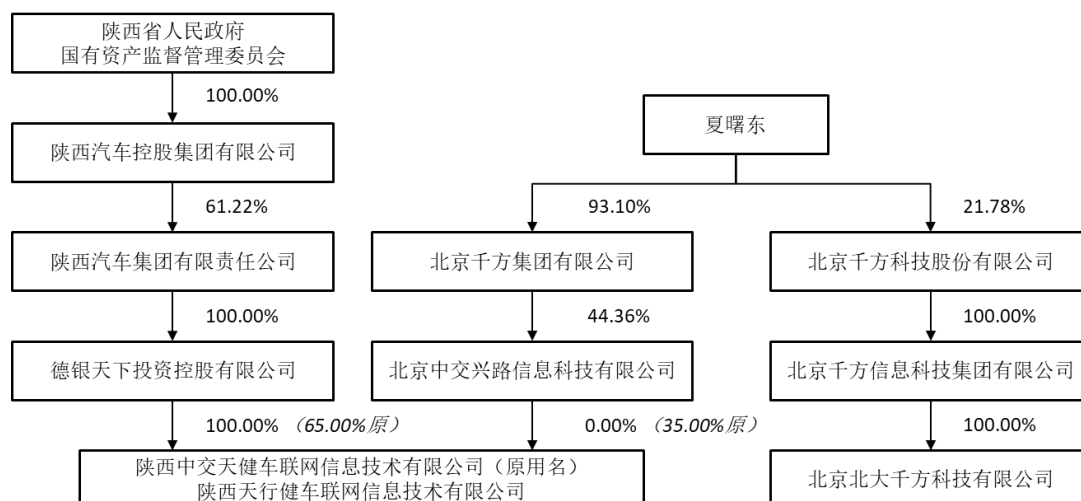 陕西省人民政府
国有资产监督管理委员会
100.00%
夏曙东
陕西汽车控股集团有限公司
61.22%
93.10%
21.78%
陕西汽车集团有限责任公司
北京千方集团有限公司
北京千方科技股份有限公司
100.00%
44.36%
100.00%
德银天下投资控股有限公司
北京中交兴路信息科技有限公司
北京千方信息科技集团有限公司
100.00%（65.00%原）
0.00%（35.00%原）
100.00%
陕西中交天健车联网信息技术有限公司（原用名）
陕西天行健车联网信息技术有限公司
北京北大千方科技有限公司